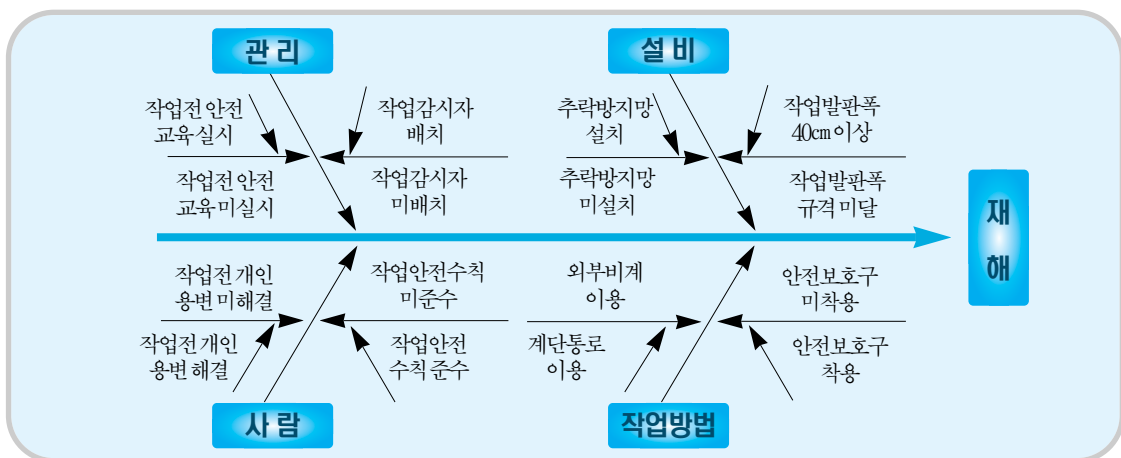 관 리
설 비
작업전 안전
교육실시
작업감시자
배치
추락방지망
설치
작업발판폭
40cm 이상
작업전 안전
교육 미실시
작업감시자
미배치
추락방지망
미설치
작업발판폭
규격 미달
재
해
작업전 개인
용변 미해결
작업안전수칙
미준수
외부비계
이용
안전보호구
미착용
작업전 개인
용변 해결
작업안전
수칙 준수
계단통로
이용
안전보호구
착용
사 람
작업방법